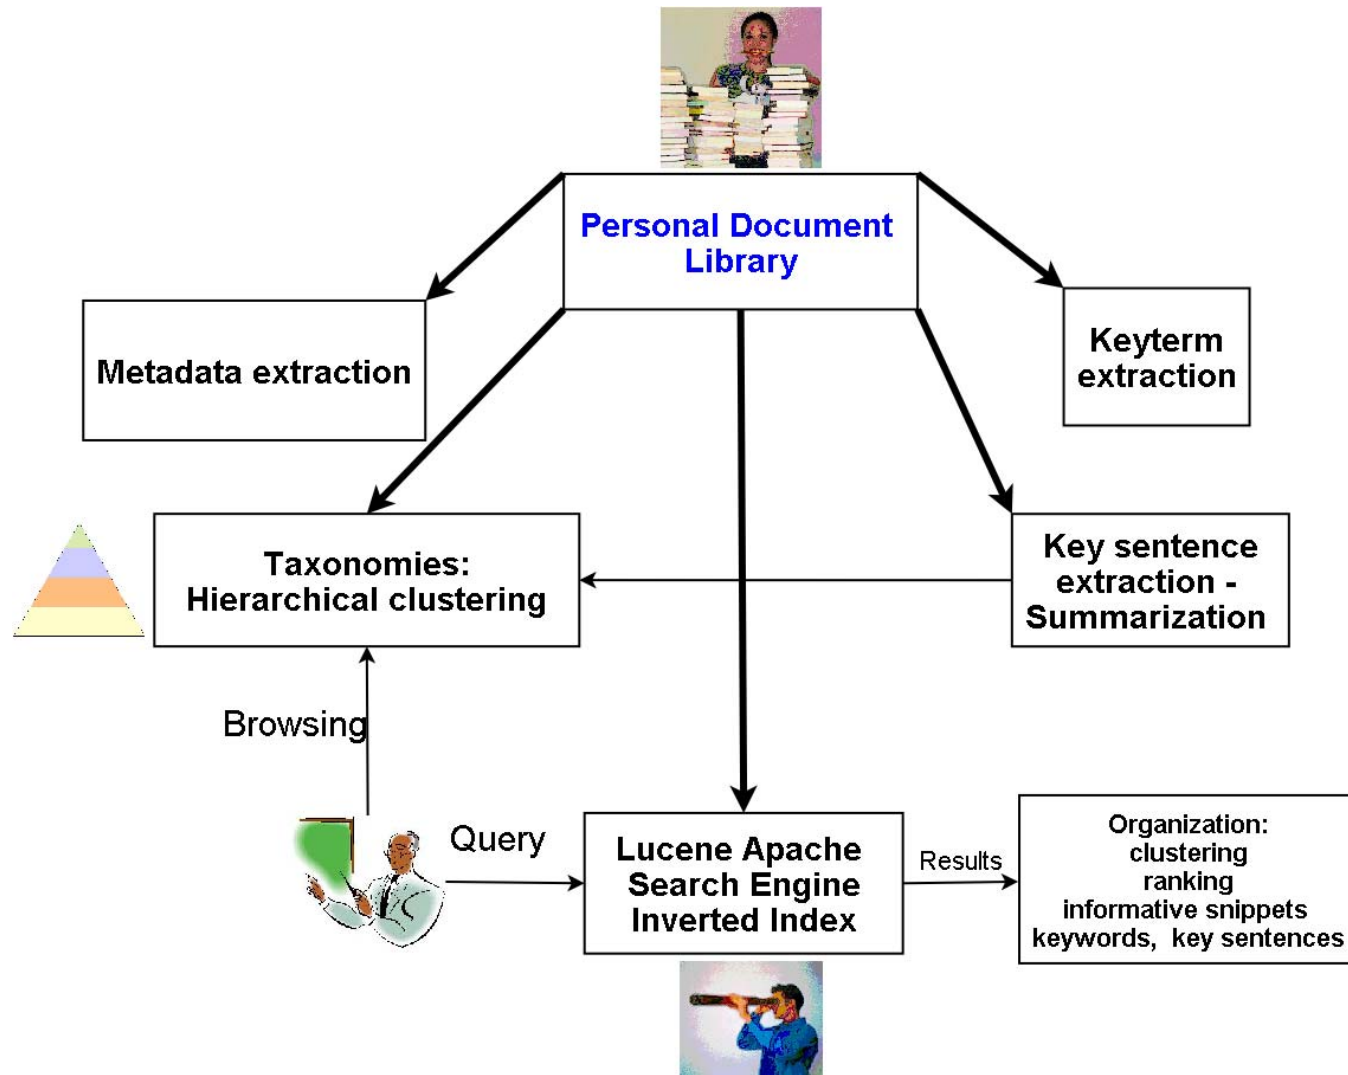 Personal Document
Library
Metadata extraction
Keyterm
extraction
Taxonomies:
Hierarchical clustering
Key sentence
extraction -
Summarization
Browsing
Query
Lucene Apache
Search Engine
Inverted Index
Results
Organization:
clustering
ranking
informative snippets
keywords, key sentences